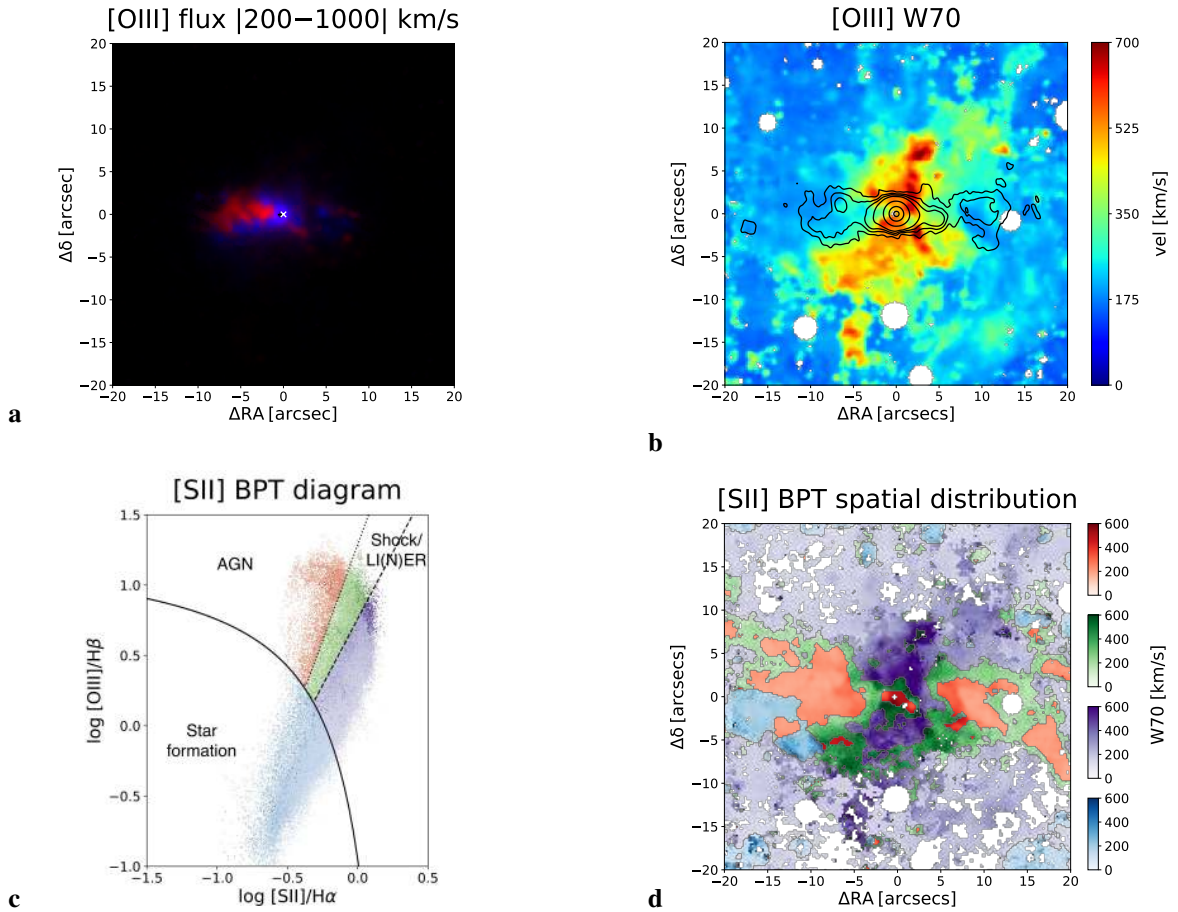 [OIII] flux |200−1000| km/s
20
15
10
5
0
−5
−10
−15
−20
Δδ [arcsec]
−20 −15 −10 −5 0 5 10 15 20
ΔRA [arcsec]
a
[OIII] W70
20
15
10
5
0
−5
−10
−15
−20
Δδ [arcsecs]
−20 −15 −10 −5 0 5 10 15 20
ΔRA [arcsecs]
700
525
350
175
0
vel [km/s]
b
[SII] BPT diagram
1.5
1.0
0.5
0.0
−0.5
−1.0
log [OIII]/Hβ
AGN
Shock/
LI(N)ER
Star
formation
−1.5 −1.0 −0.5 0.0 0.5
log [SII]/Hα
c
[SII] BPT spatial distribution
20
15
10
5
0
−5
−10
−15
−20
Δδ [arcsecs]
−20 −15 −10 −5 0 5 10 15 20
ΔRA [arcsecs]
600
400
200
0
600
400
200
0
600
400
200
0
600
400
200
0
W70 [km/s]
d